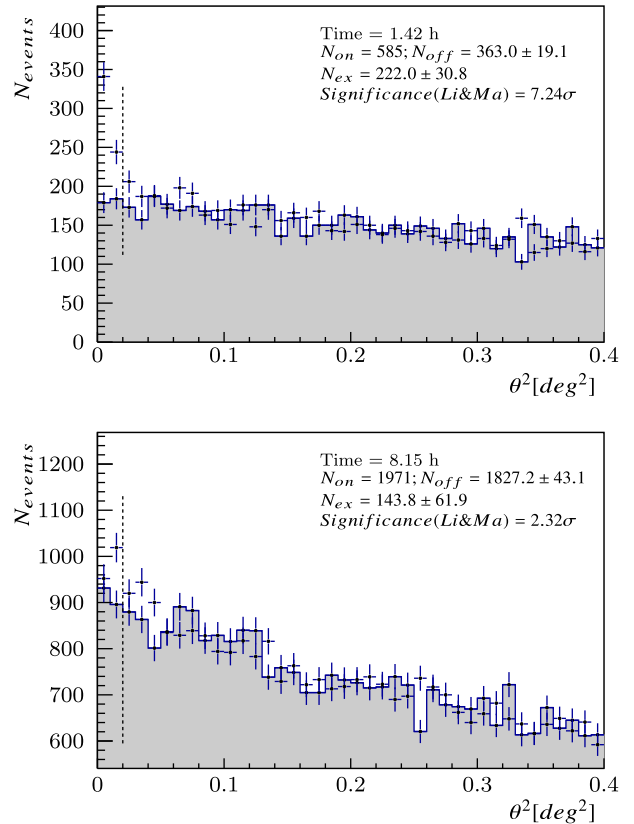 N_events
400
350
300
250
200
150
100
50
0
Time = 1.42 h
N_on = 585; N_off = 363.0 ± 19.1
N_ex = 222.0 ± 30.8
Significance(Li&Ma) = 7.24σ
0 0.1 0.2 0.3 0.4
θ²[deg²]
N_events
1200
1100
1000
900
800
700
600
Time = 8.15 h
N_on = 1971; N_off = 1827.2 ± 43.1
N_ex = 143.8 ± 61.9
Significance(Li&Ma) = 2.32σ
0 0.1 0.2 0.3 0.4
θ²[deg²]